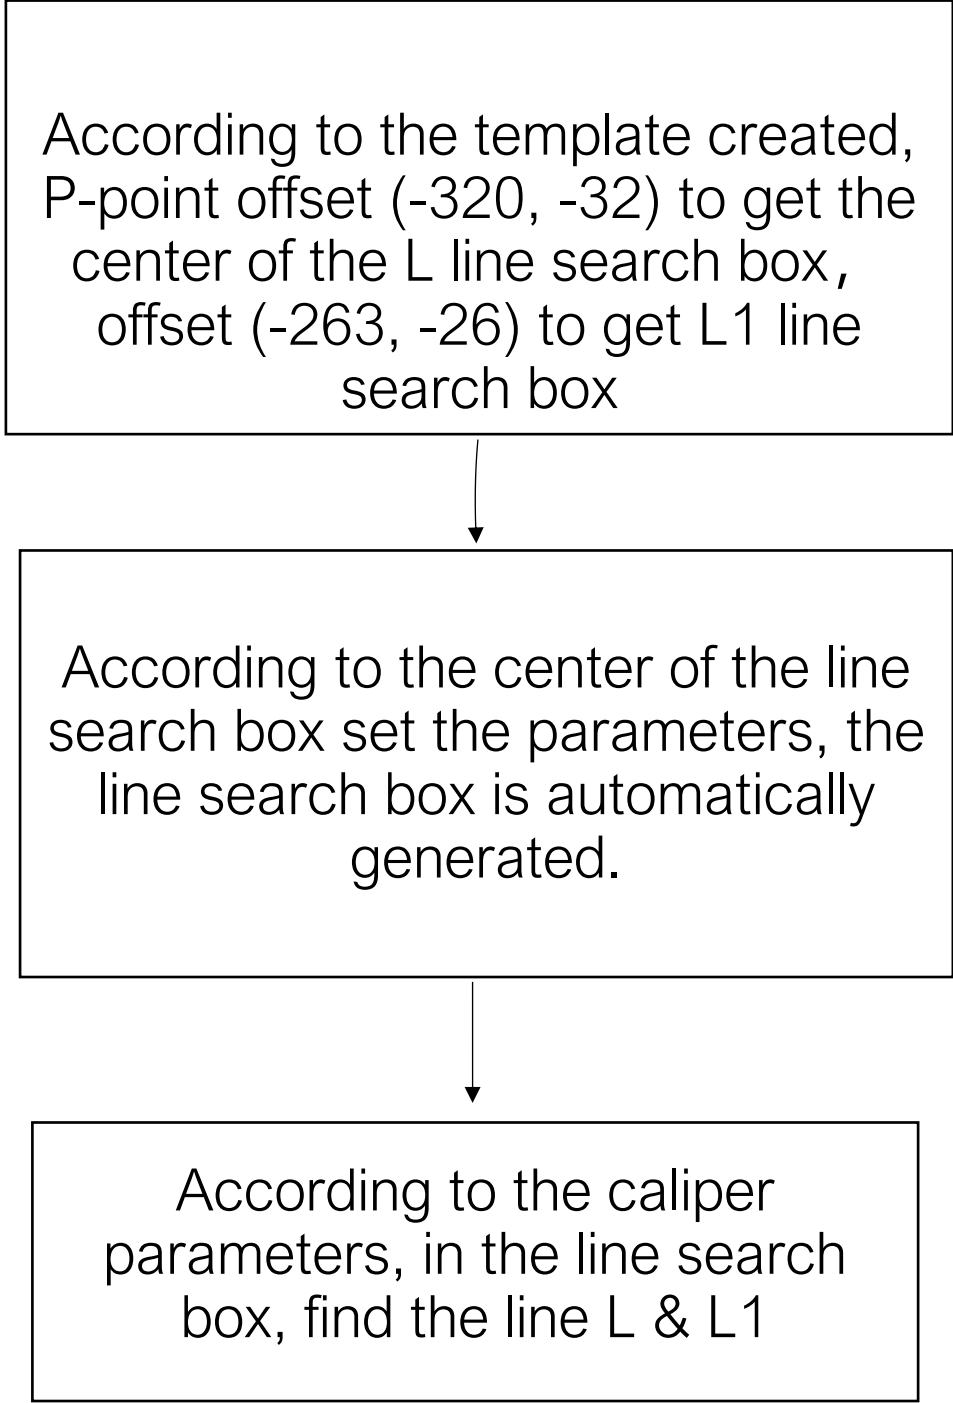 According to the template created,
P-point offset (-320, -32) to get the
center of the L line search box，
offset (-263, -26) to get L1 line
search box
According to the center of the line
search box set the parameters, the
line search box is automatically
generated.
According to the caliper
parameters, in the line search
box, find the line L & L1